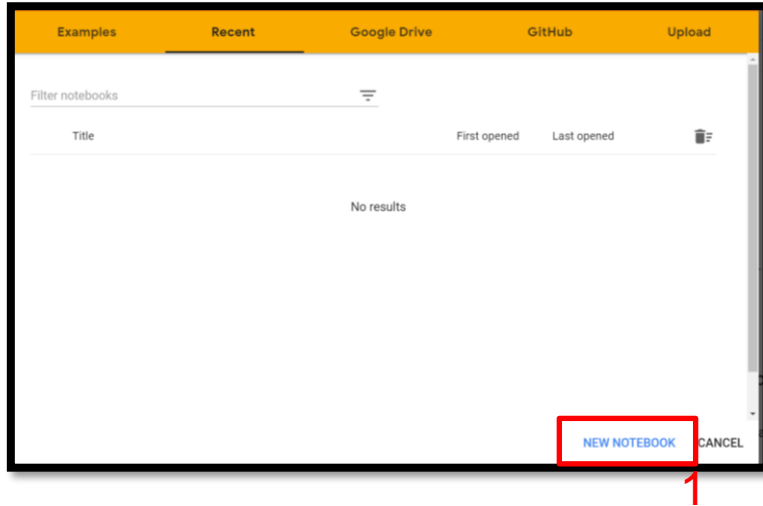 Examples Recent Google Drive GitHub Upload
Filter notebooks
Title First opened Last opened
No results
NEW NOTEBOOK CANCEL
1